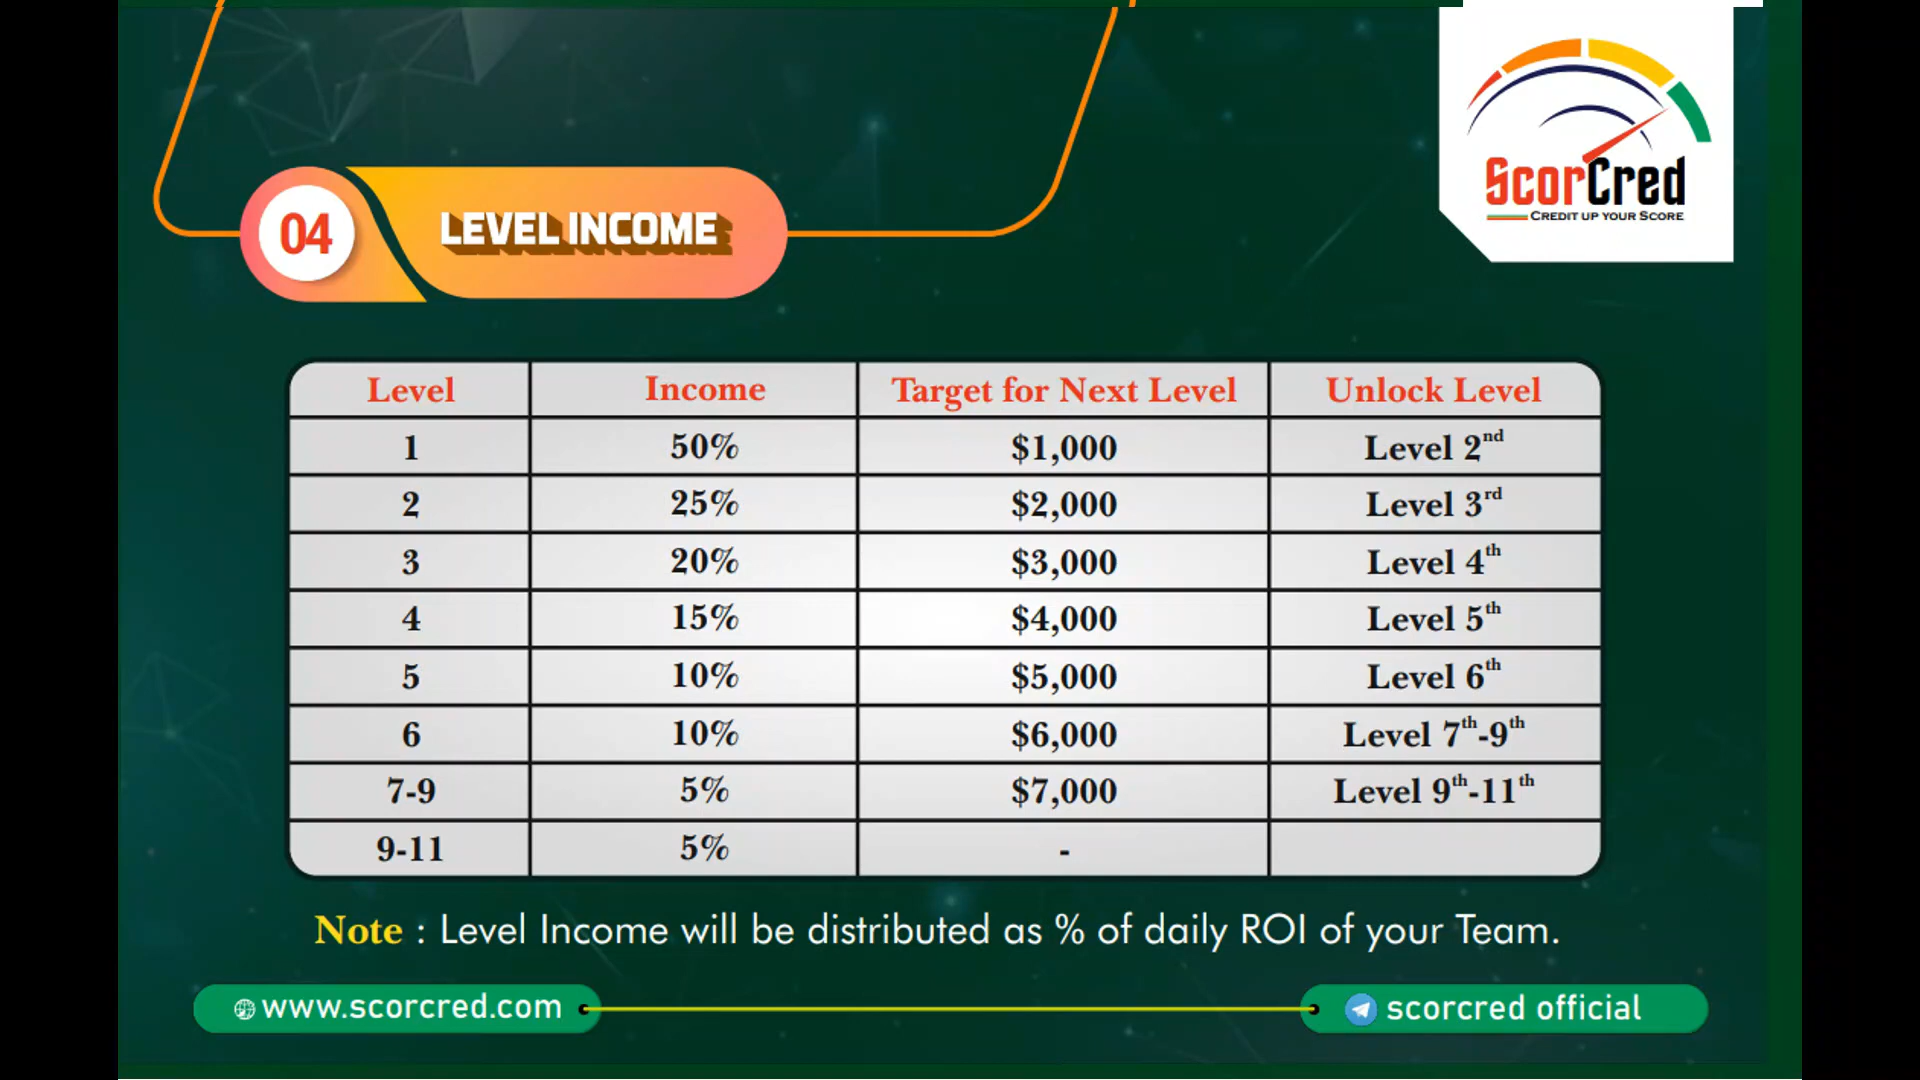 ScorCred
CREDIT UP YOUR SCORE
04 LEVEL INCOME
Level Income Target for Next Level Unlock Level
1 50% $1,000 Level 2nd
2 25% $2,000 Level 3rd
3 20% $3,000 Level 4th
4 15% $4,000 Level 5th
5 10% $5,000 Level 6th
6 10% $6,000 Level 7th-9th
7-9 5% $7,000 Level 9th-11th
9-11 5% -
Note : Level Income will be distributed as % of daily ROI of your Team.
www.scorcred.com scorcred official